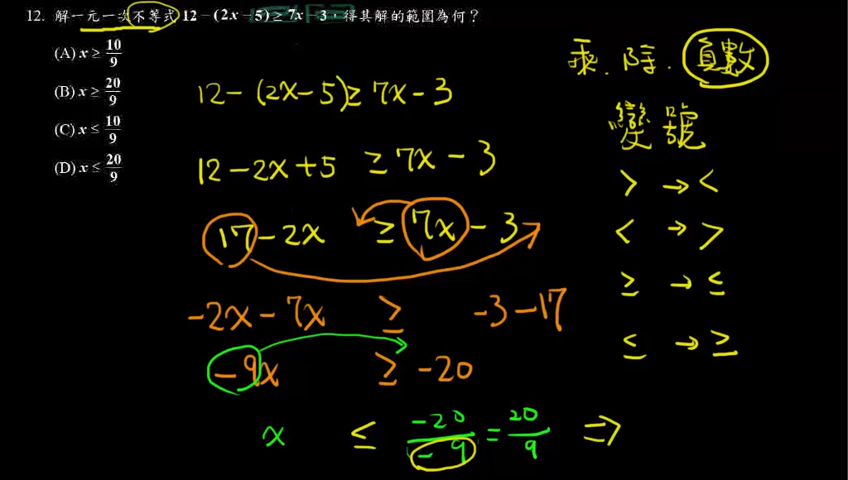 12. 解一元一次不等式 12 − (2x − 5) ≥ 7x − 3，得其解的範圍為何？
(A) x ≥ 10/9
(B) x ≥ 20/9
(C) x ≤ 10/9
(D) x ≤ 20/9
12 − (2x − 5) ≥ 7x − 3
12 − 2x + 5 ≥ 7x − 3
17 − 2x ≥ 7x − 3
−2x − 7x ≥ −3 − 17
−9x ≥ −20
x ≤ −20/−9 = 20/9 ⇒
乘. 除. 負數
變號
> → <
< → >
≥ → ≤
≤ → ≥